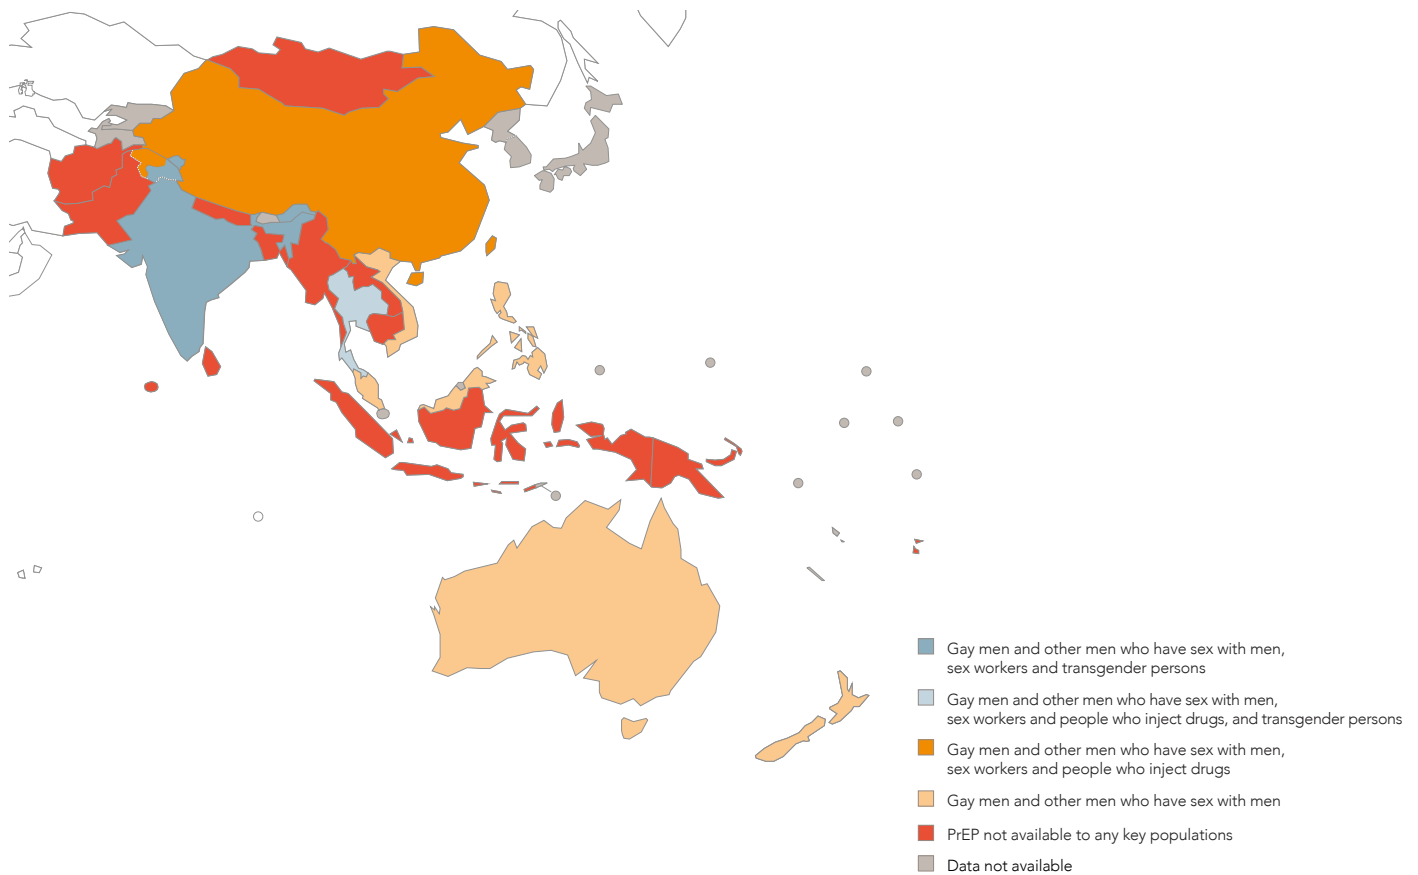 Gay men and other men who have sex with men,
sex workers and transgender persons
Gay men and other men who have sex with men,
sex workers and people who inject drugs, and transgender persons
Gay men and other men who have sex with men,
sex workers and people who inject drugs
Gay men and other men who have sex with men
PrEP not available to any key populations
Data not available